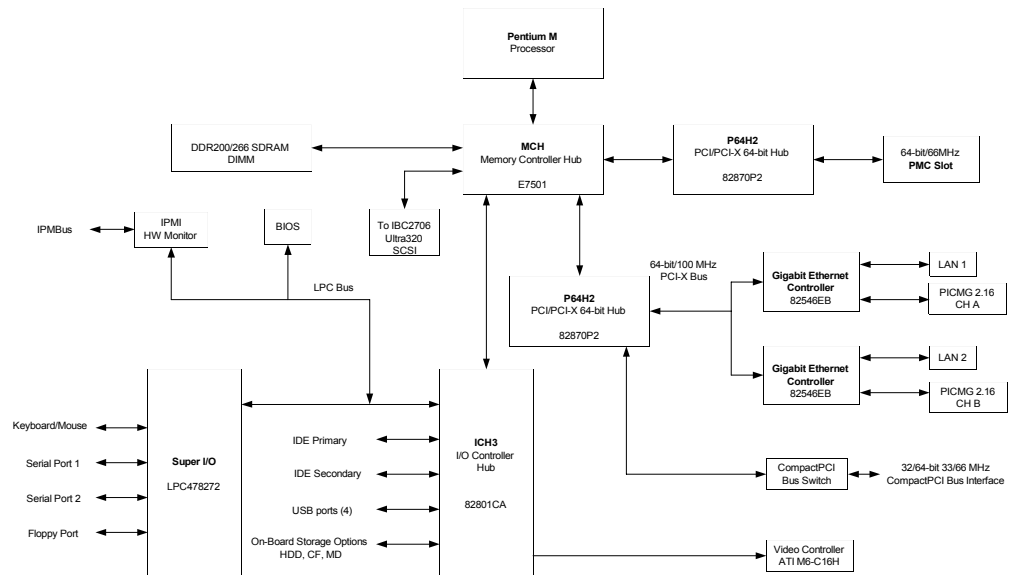 Pentium M
Processor
DDR200/266 SDRAM
DIMM
MCH
Memory Controller Hub
E7501
P64H2
PCI/PCI-X 64-bit Hub
82870P2
64-bit/66MHz
PMC Slot
IPMBus
IPMI
HW Monitor
BIOS
To IBC2706
Ultra320
SCSI
LPC Bus
64-bit/100 MHz
PCI-X Bus
P64H2
PCI/PCI-X 64-bit Hub
82870P2
Gigabit Ethernet
Controller
82546EB
LAN 1
PICMG 2.16
CH A
Gigabit Ethernet
Controller
82546EB
LAN 2
PICMG 2.16
CH B
Keyboard/Mouse
Serial Port 1
Serial Port 2
Floppy Port
Super I/O
LPC478272
IDE Primary
IDE Secondary
USB ports (4)
On-Board Storage Options
HDD, CF, MD
ICH3
I/O Controller
Hub
82801CA
CompactPCI
Bus Switch
32/64-bit 33/66 MHz
CompactPCI Bus Interface
Video Controller
ATI M6-C16H